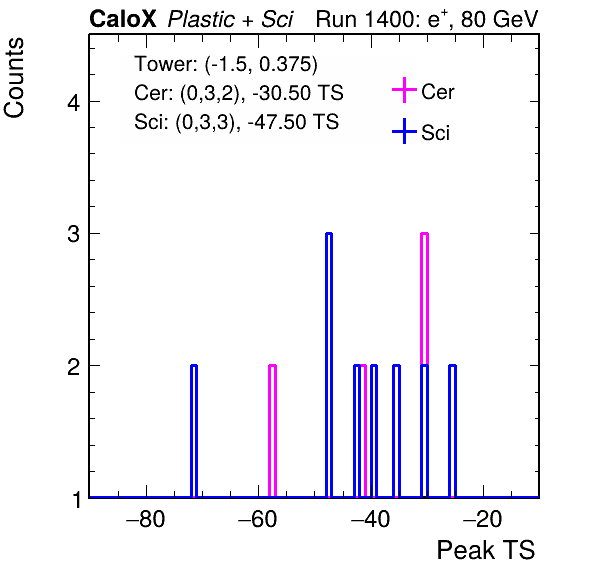 CaloX Plastic + Sci Run 1400: e+, 80 GeV
Counts
Tower: (-1.5, 0.375)
Cer: (0,3,2), -30.50 TS
Sci: (0,3,3), -47.50 TS
Cer
Sci
4
3
2
1
−80 −60 −40 −20
Peak TS